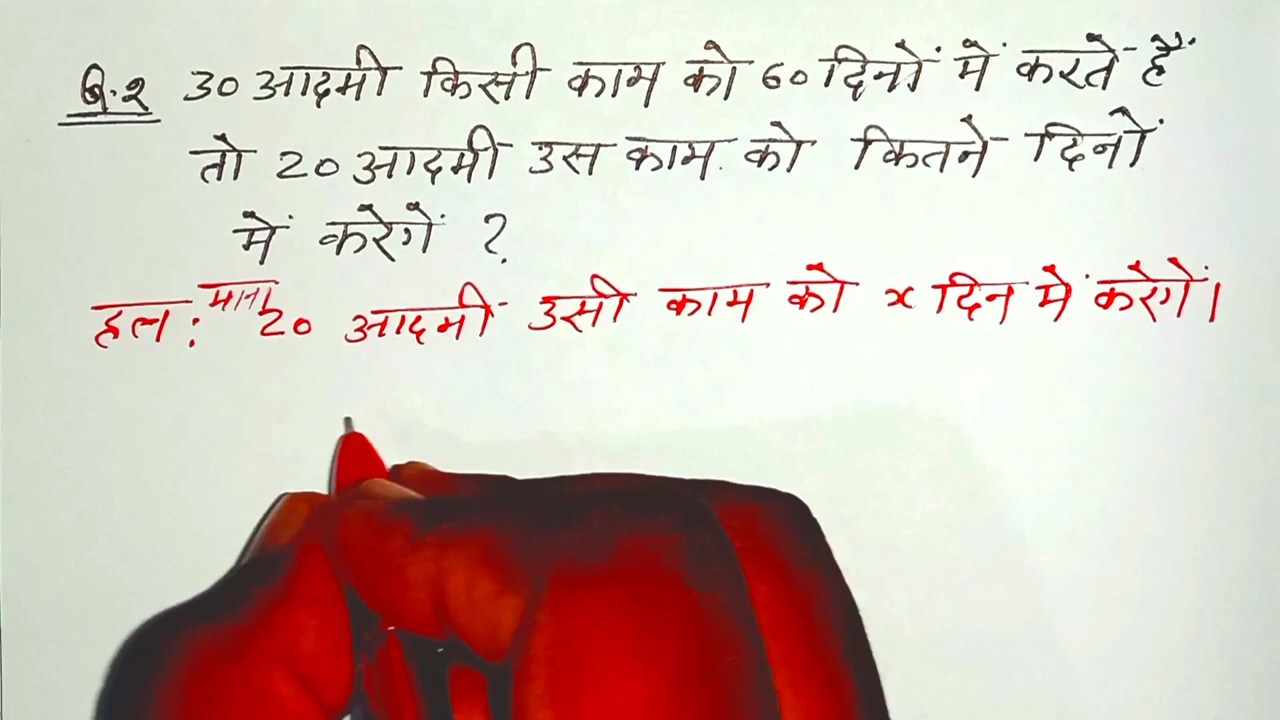 Q.2 30 आदमी किसी काम को 60 दिनों में करते हैं
तो 20 आदमी उस काम को कितने दिनों
में करेगें ?
हल: माना 20 आदमी उसी काम को x दिन में करेगें।